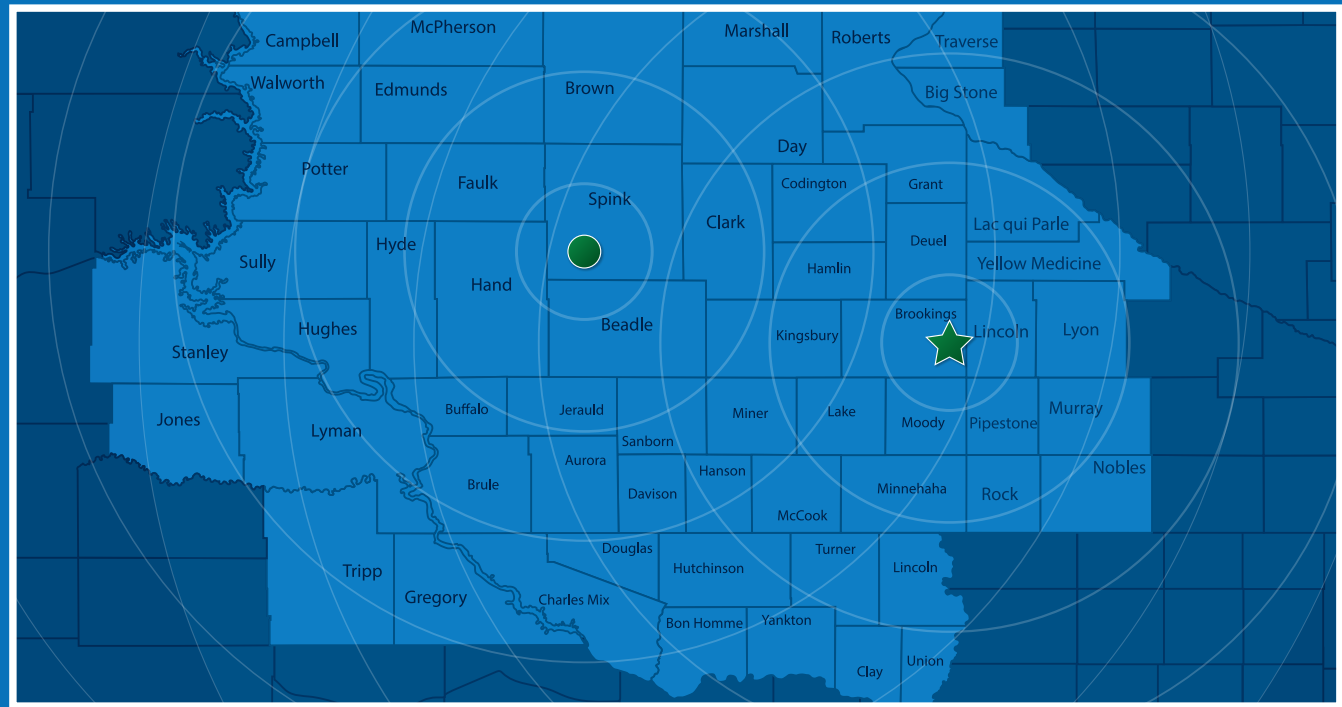 McPherson
Marshall
Campbell
Roberts
Traverse
Walworth
Edmunds
Brown
Big Stone
Day
Potter
Faulk
Codington
Grant
Spink
Clark
Lac qui Parle
Hyde
Deuel
Sully
Hamlin
Yellow Medicine
Hand
Brookings
Hughes
Beadle
Kingsbury
Lincoln
Lyon
Stanley
Buffalo
Jerauld
Miner
Lake
Murray
Jones
Lyman
Moody
Pipestone
Sanborn
Aurora
Hanson
Nobles
Brule
Davison
Minnehaha
Rock
McCook
Douglas
Turner
Tripp
Hutchinson
Lincoln
Gregory
Charles Mix
Bon Homme
Yankton
Clay
Union